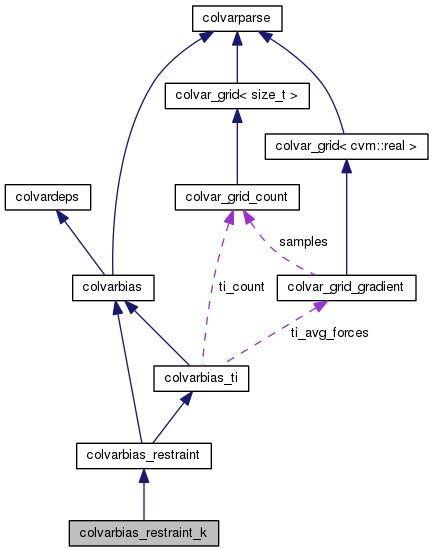 colvarparse
colvar_grid< size_t >
colvar_grid< cvm::real >
colvardeps
colvar_grid_count
samples
colvarbias
ti_count
colvar_grid_gradient
ti_avg_forces
colvarbias_ti
colvarbias_restraint
colvarbias_restraint_k